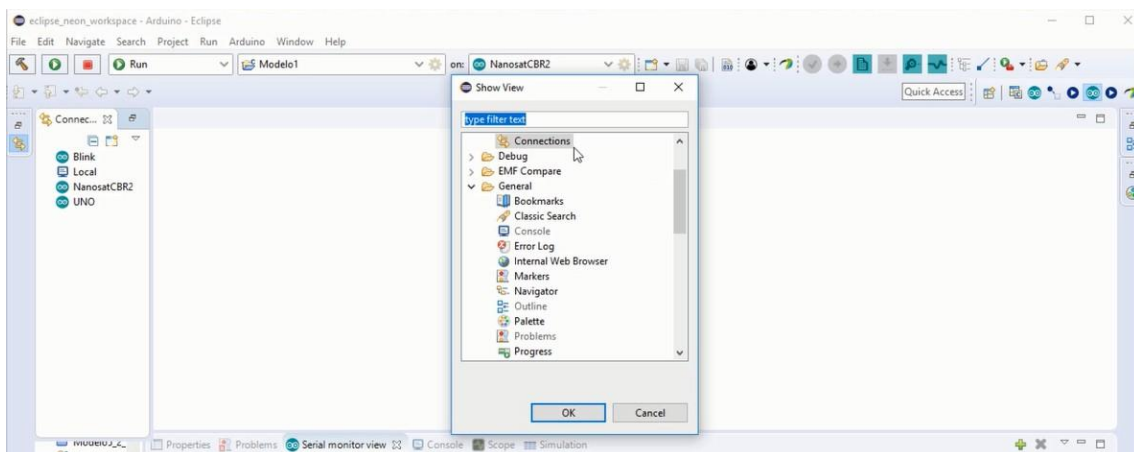 eclipse_neon_workspace - Arduino - Eclipse
File Edit Navigate Search Project Run Arduino Window Help
Run Modelo1 on: NanosatCBR2
Quick Access
Connec...
Blink
Local
NanosatCBR2
UNO
Show View
type filter text
Connections
Debug
EMF Compare
General
Bookmarks
Classic Search
Console
Error Log
Internal Web Browser
Markers
Navigator
Outline
Palette
Problems
Progress
OK Cancel
Properties Problems Serial monitor view Console Scope Simulation